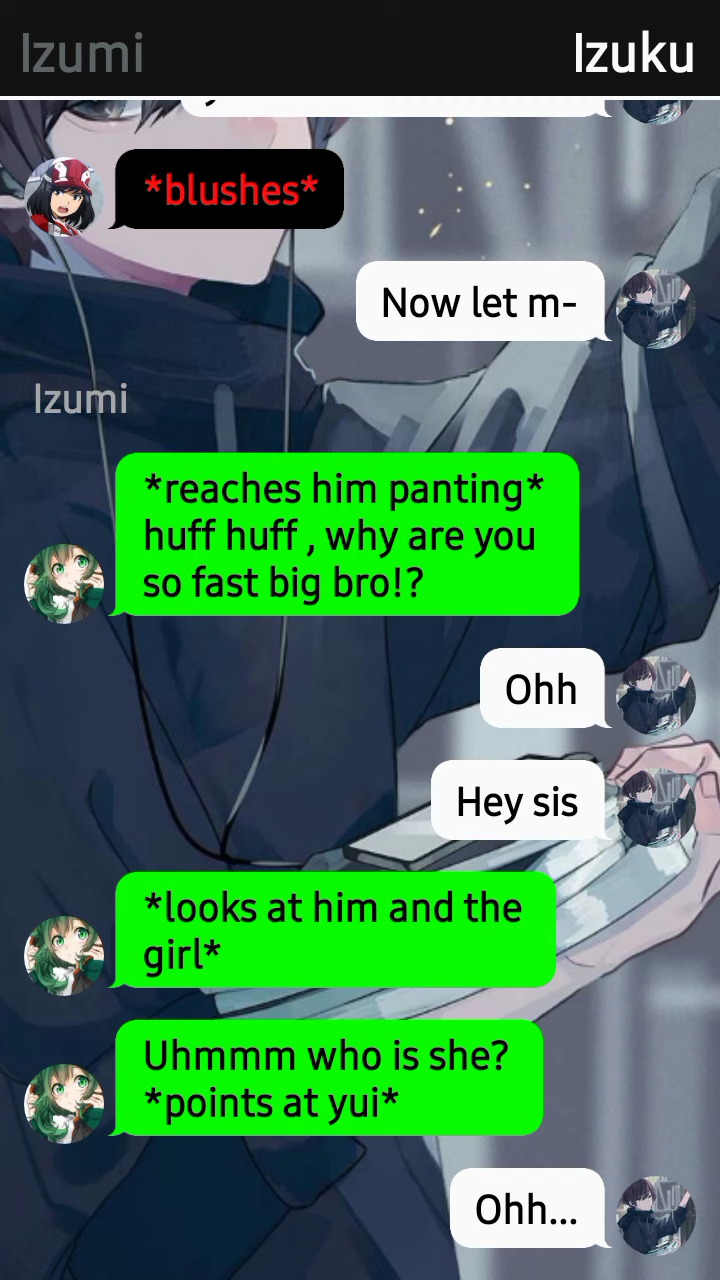 Izumi
Izuku
*blushes*
Now let m-
Izumi
*reaches him panting*
huff huff , why are you
so fast big bro!?
Ohh
Hey sis
*looks at him and the
girl*
Uhmmm who is she?
*points at yui*
Ohh...